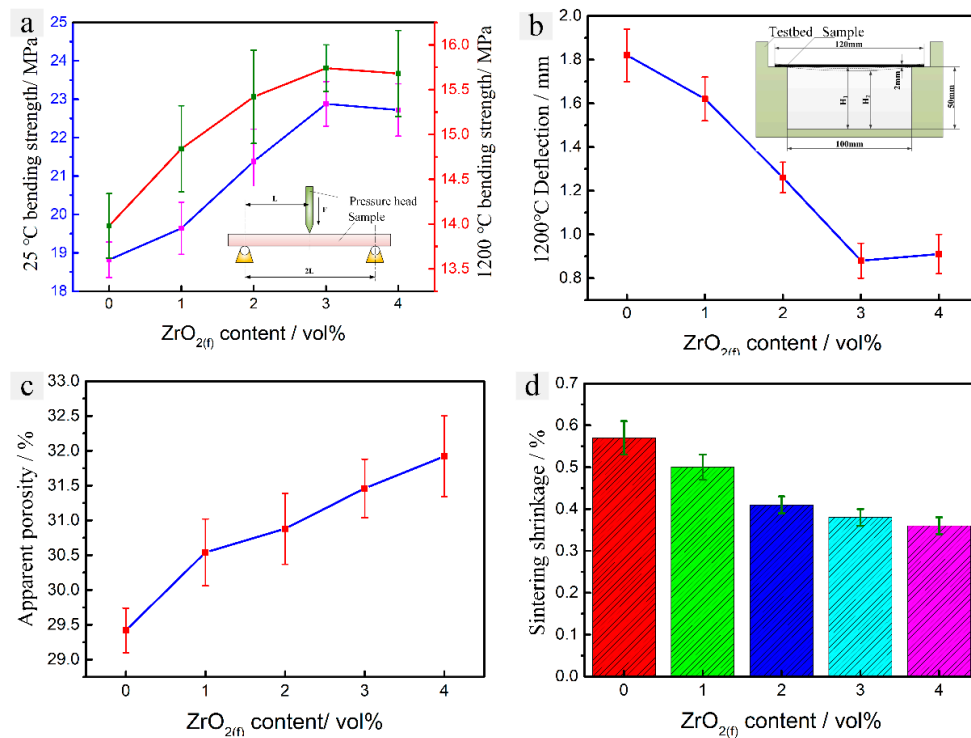 a
25 °C bending strength/ MPa
25
24
23
22
21
20
19
18
1200 °C bending strength/ MPa
16.0
15.5
15.0
14.5
14.0
13.5
L
F
Pressure head
Sample
2L
0 1 2 3 4
ZrO2(f) content / vol%
b
1200°C Deflection / mm
2.0
1.8
1.6
1.4
1.2
1.0
0.8
Testbed Sample
120mm
2mm
H1
H2
50mm
100mm
0 1 2 3 4
ZrO2(f) content / vol%
c
Apparent porosity / %
33.0
32.5
32.0
31.5
31.0
30.5
30.0
29.5
29.0
0 1 2 3 4
ZrO2(f) content/ vol%
d
Sintering shrinkage / %
0.7
0.6
0.5
0.4
0.3
0.2
0.1
0.0
0 1 2 3 4
ZrO2(f) content / vol%